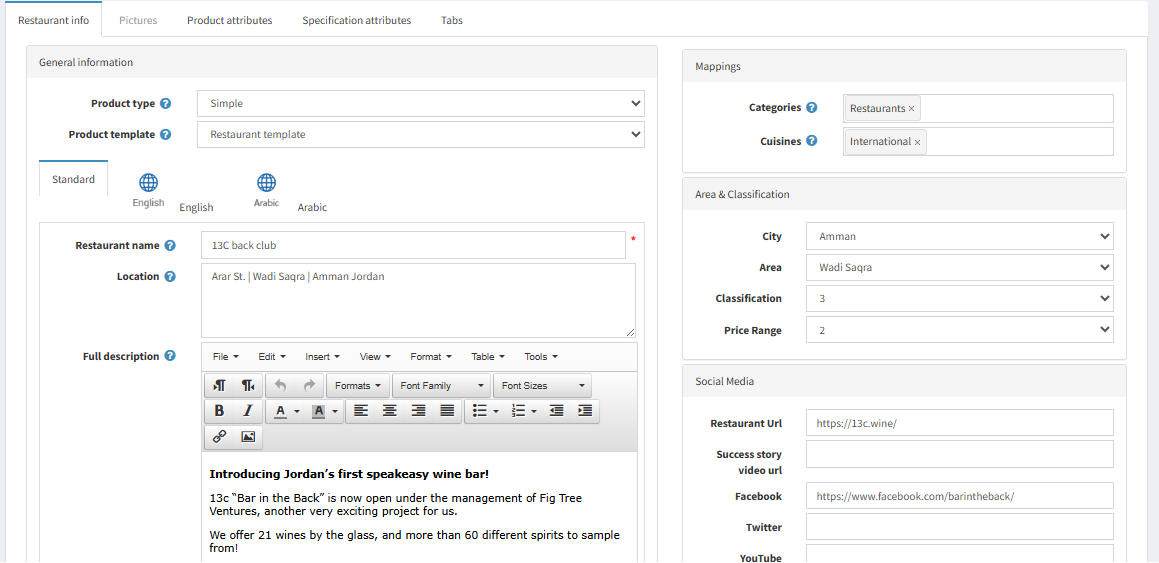 Restaurant info Pictures Product attributes Specification attributes Tabs
General information
Product type ? Simple
Product template ? Restaurant template
Standard
English English
Arabic Arabic
Restaurant name ? 13C back club *
Location ? Arar St. | Wadi Saqra | Amman Jordan
Full description ?
File Edit Insert View Format Table Tools
Formats Font Family Font Sizes
B I A A
Introducing Jordan’s first speakeasy wine bar!
13c “Bar in the Back” is now open under the management of Fig Tree
Ventures, another very exciting project for us.
We offer 21 wines by the glass, and more than 60 different spirits to sample
from!
Mappings
Categories ? Restaurants ×
Cuisines ? International ×
Area & Classification
City Amman
Area Wadi Saqra
Classification 3
Price Range 2
Social Media
Restaurant Url https://13c.wine/
Success story
video url
Facebook https://www.facebook.com/barintheback/
Twitter
YouTube